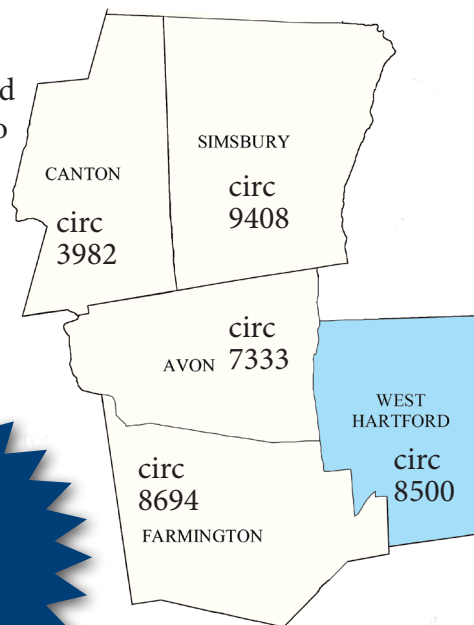 CANTON
circ
3982
SIMSBURY
circ
9408
AVON
circ
7333
WEST
HARTFORD
circ
8500
circ
8694
FARMINGTON